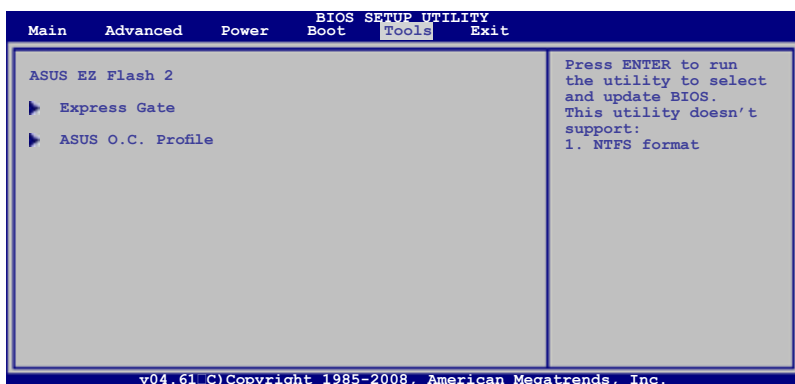 BIOS SETUP UTILITY
Main Advanced Power Boot Tools Exit
ASUS EZ Flash 2
Express Gate
ASUS O.C. Profile
Press ENTER to run
the utility to select
and update BIOS.
This utility doesn't
support:
1. NTFS format
v04.61 C)Copyright 1985-2008, American Megatrends, Inc.